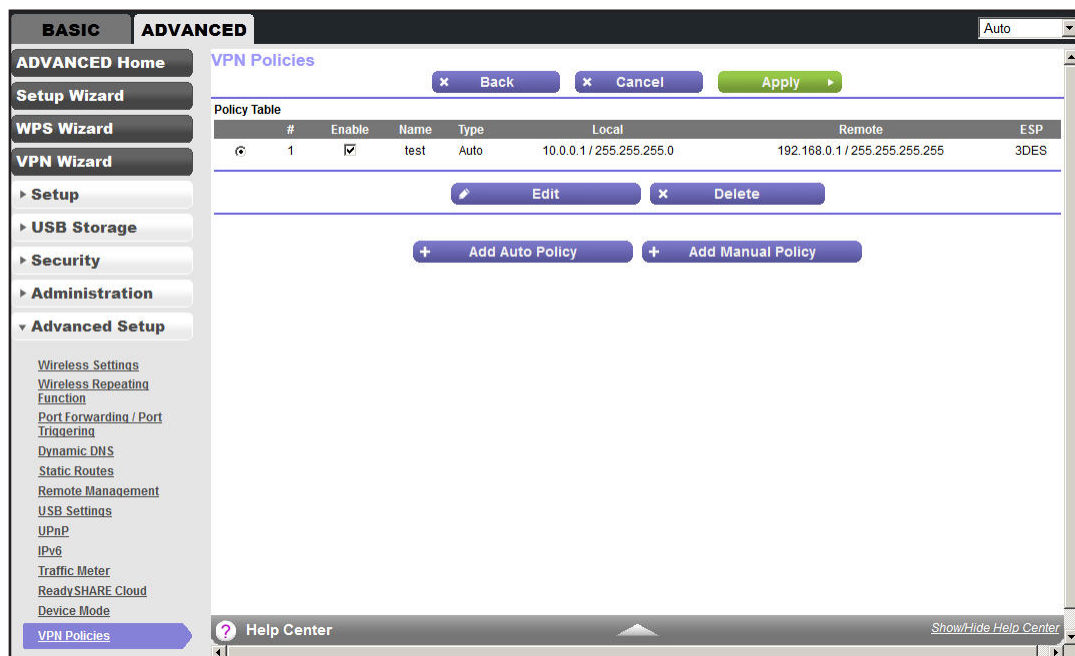 BASIC
ADVANCED
Auto
ADVANCED Home
Setup Wizard
WPS Wizard
VPN Wizard
Setup
USB Storage
Security
Administration
Advanced Setup
Wireless Settings
Wireless Repeating
Function
Port Forwarding / Port
Triggering
Dynamic DNS
Static Routes
Remote Management
USB Settings
UPnP
IPv6
Traffic Meter
ReadySHARE Cloud
Device Mode
VPN Policies
VPN Policies
Back
Cancel
Apply
Policy Table
# Enable Name Type Local Remote ESP
1 test Auto 10.0.0.1 / 255.255.255.0 192.168.0.1 / 255.255.255.255 3DES
Edit
Delete
Add Auto Policy
Add Manual Policy
? Help Center
Show/Hide Help Center